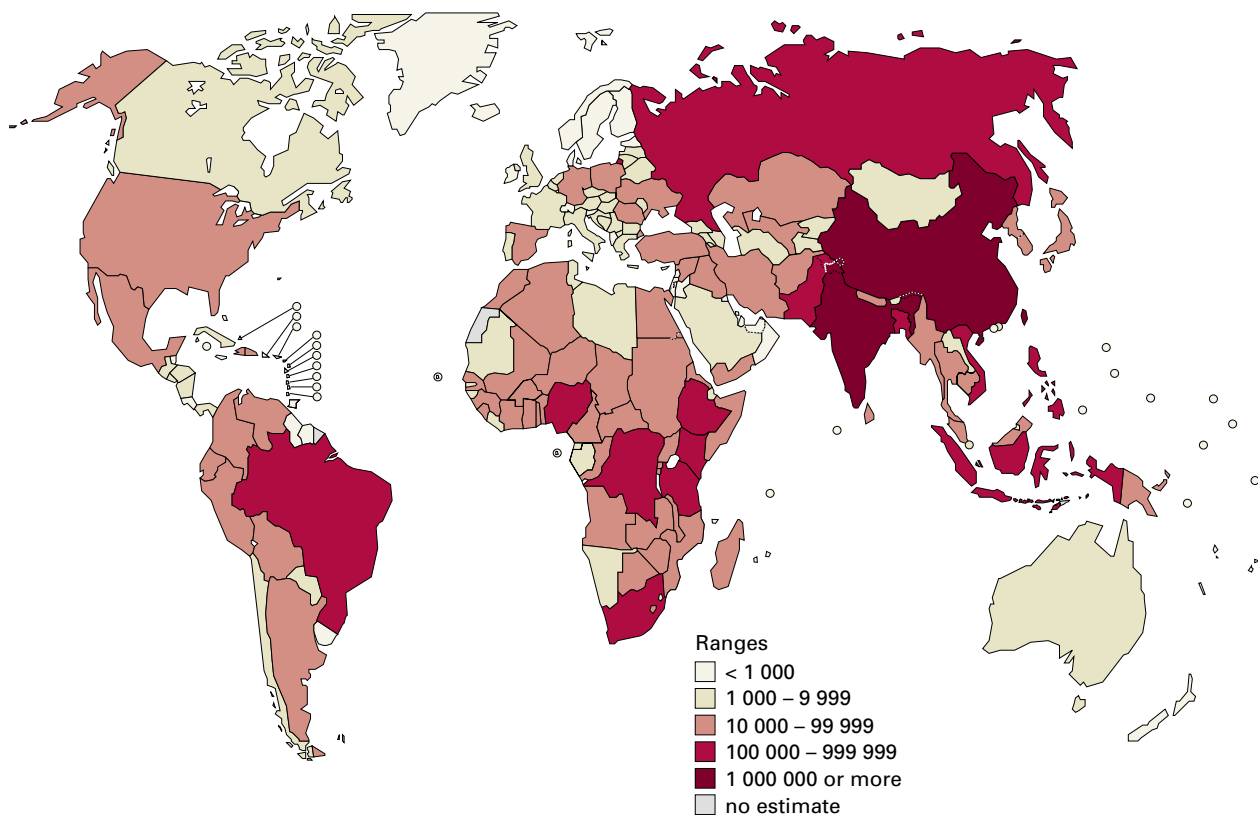 Ranges
< 1 000
1 000 – 9 999
10 000 – 99 999
100 000 – 999 999
1 000 000 or more
no estimate